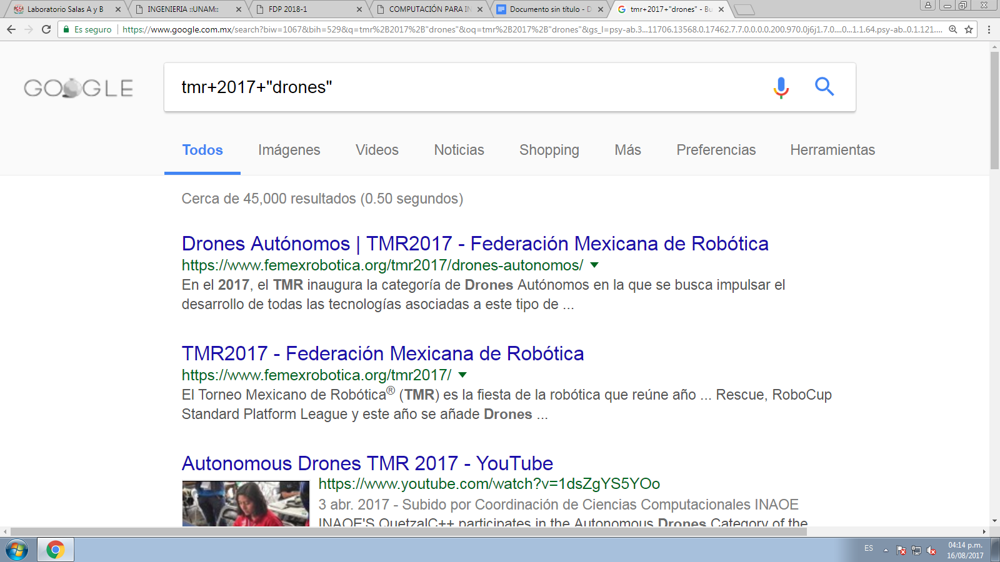 Laboratorio Salas A y B
INGENIERIA ::UNAM::
FDP 2018-1
COMPUTACIÓN PARA IN
Documento sin título - D
tmr+2017+"drones" - Bu
Es seguro
https://www.google.com.mx/search?biw=1067&bih=529&q=tmr%2B2017%2B"drones"&oq=tmr%2B2017%2B"drones"&gs_l=psy-ab.3...11706.13568.0.17462.7.7.0.0.0.0.200.970.0j6j1.7.0....0...1.1.64.psy-ab..0.1.121....
GOOGLE
tmr+2017+"drones"
Todos
Imágenes
Videos
Noticias
Shopping
Más
Preferencias
Herramientas
Cerca de 45,000 resultados (0.50 segundos)
Drones Autónomos | TMR2017 - Federación Mexicana de Robótica
https://www.femexrobotica.org/tmr2017/drones-autonomos/
En el 2017, el TMR inaugura la categoría de Drones Autónomos en la que se busca impulsar el
desarrollo de todas las tecnologías asociadas a este tipo de ...
TMR2017 - Federación Mexicana de Robótica
https://www.femexrobotica.org/tmr2017/
El Torneo Mexicano de Robótica® (TMR) es la fiesta de la robótica que reúne año ... Rescue, RoboCup
Standard Platform League y este año se añade Drones ...
Autonomous Drones TMR 2017 - YouTube
https://www.youtube.com/watch?v=1dsZgYS5YOo
3 abr. 2017 - Subido por Coordinación de Ciencias Computacionales INAOE
INAOE'S QuetzalC++ participates in the Autonomous Drones Category of the
ES
04:14 p.m.
16/08/2017